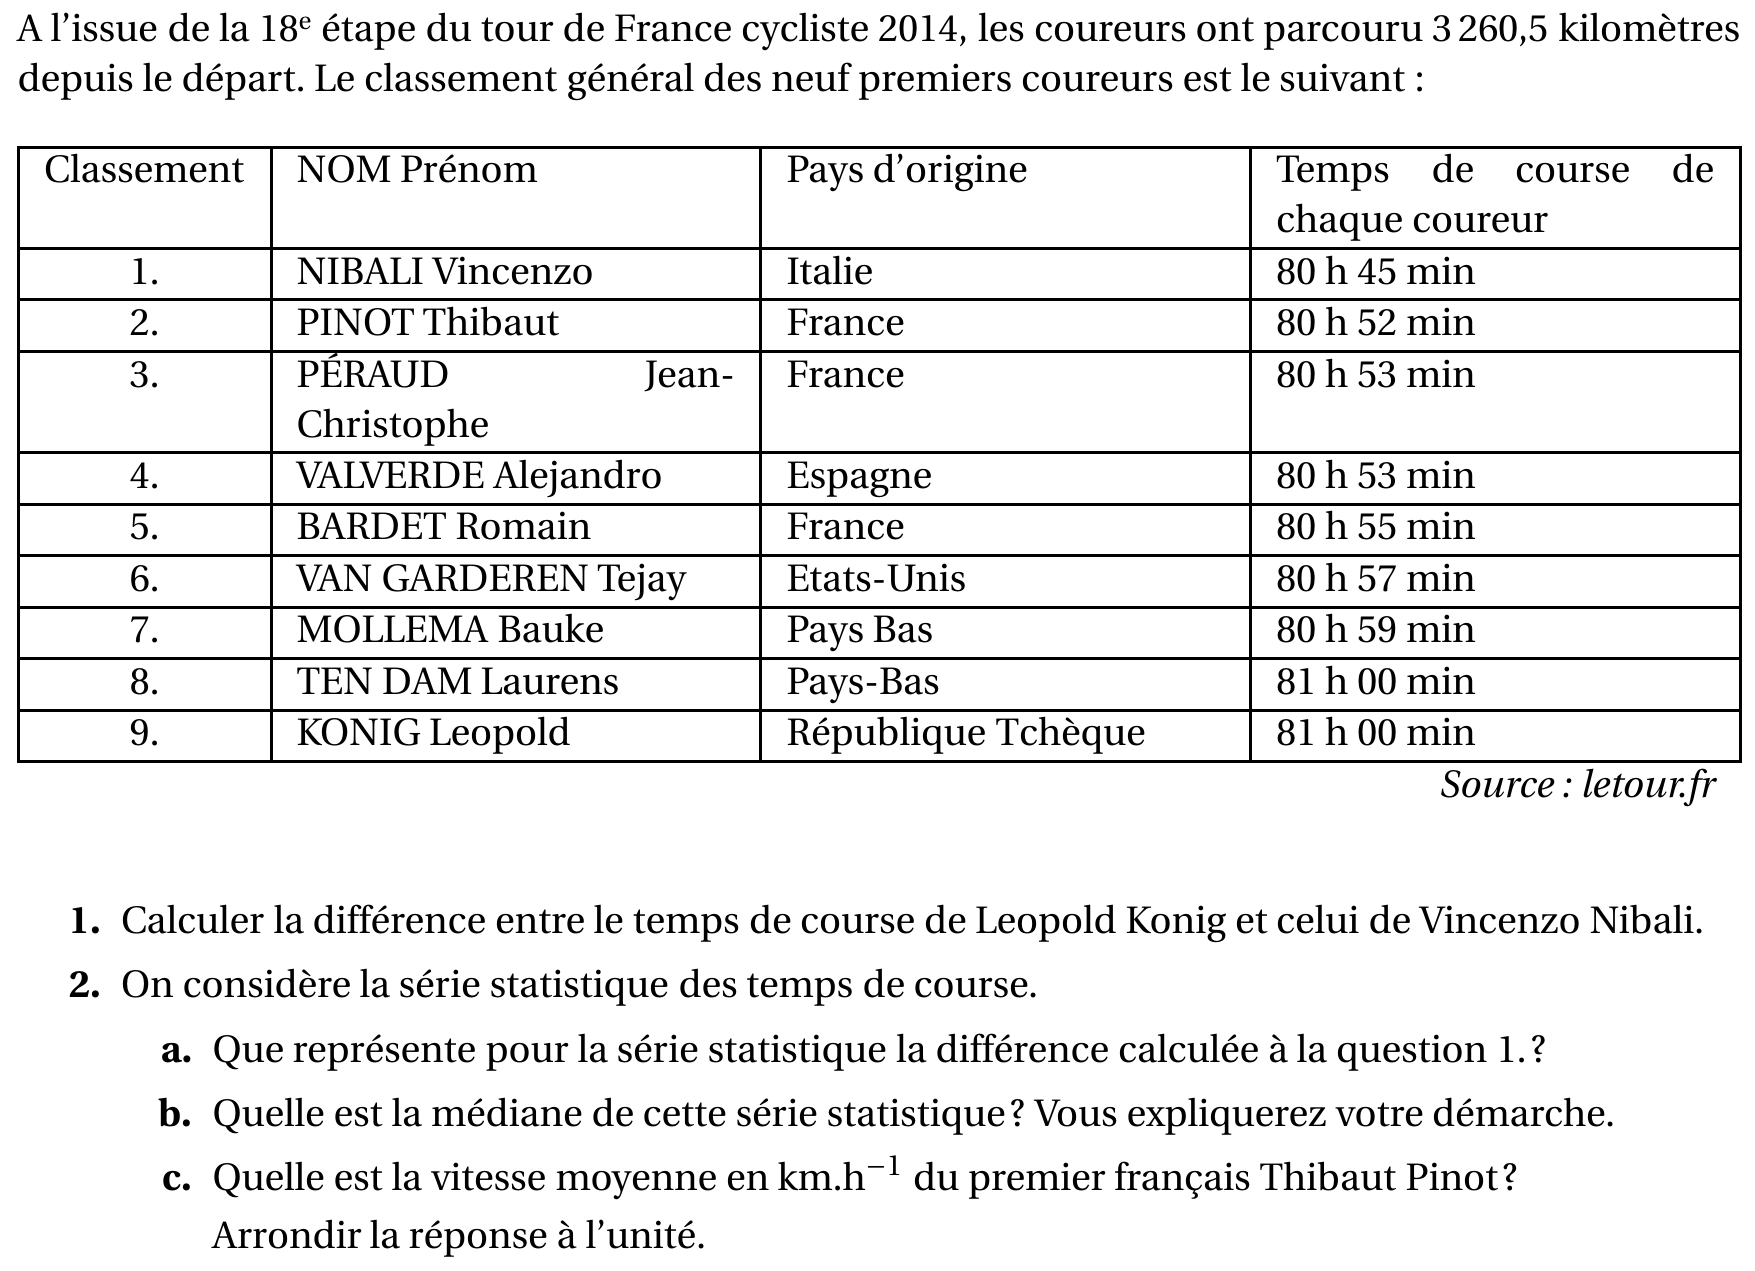 A l’issue de la 18e étape du tour de France cycliste 2014, les coureurs ont parcouru 3 260,5 kilomètres
depuis le départ. Le classement général des neuf premiers coureurs est le suivant :
Classement NOM Prénom Pays d’origine Temps de course de
chaque coureur
1. NIBALI Vincenzo Italie 80 h 45 min
2. PINOT Thibaut France 80 h 52 min
3. PÉRAUD Jean- France 80 h 53 min
Christophe
4. VALVERDE Alejandro Espagne 80 h 53 min
5. BARDET Romain France 80 h 55 min
6. VAN GARDEREN Tejay Etats-Unis 80 h 57 min
7. MOLLEMA Bauke Pays Bas 80 h 59 min
8. TEN DAM Laurens Pays-Bas 81 h 00 min
9. KONIG Leopold République Tchèque 81 h 00 min
Source : letour.fr
1. Calculer la différence entre le temps de course de Leopold Konig et celui de Vincenzo Nibali.
2. On considère la série statistique des temps de course.
a. Que représente pour la série statistique la différence calculée à la question 1. ?
b. Quelle est la médiane de cette série statistique ? Vous expliquerez votre démarche.
c. Quelle est la vitesse moyenne en km.h⁻¹ du premier français Thibaut Pinot ?
Arrondir la réponse à l’unité.